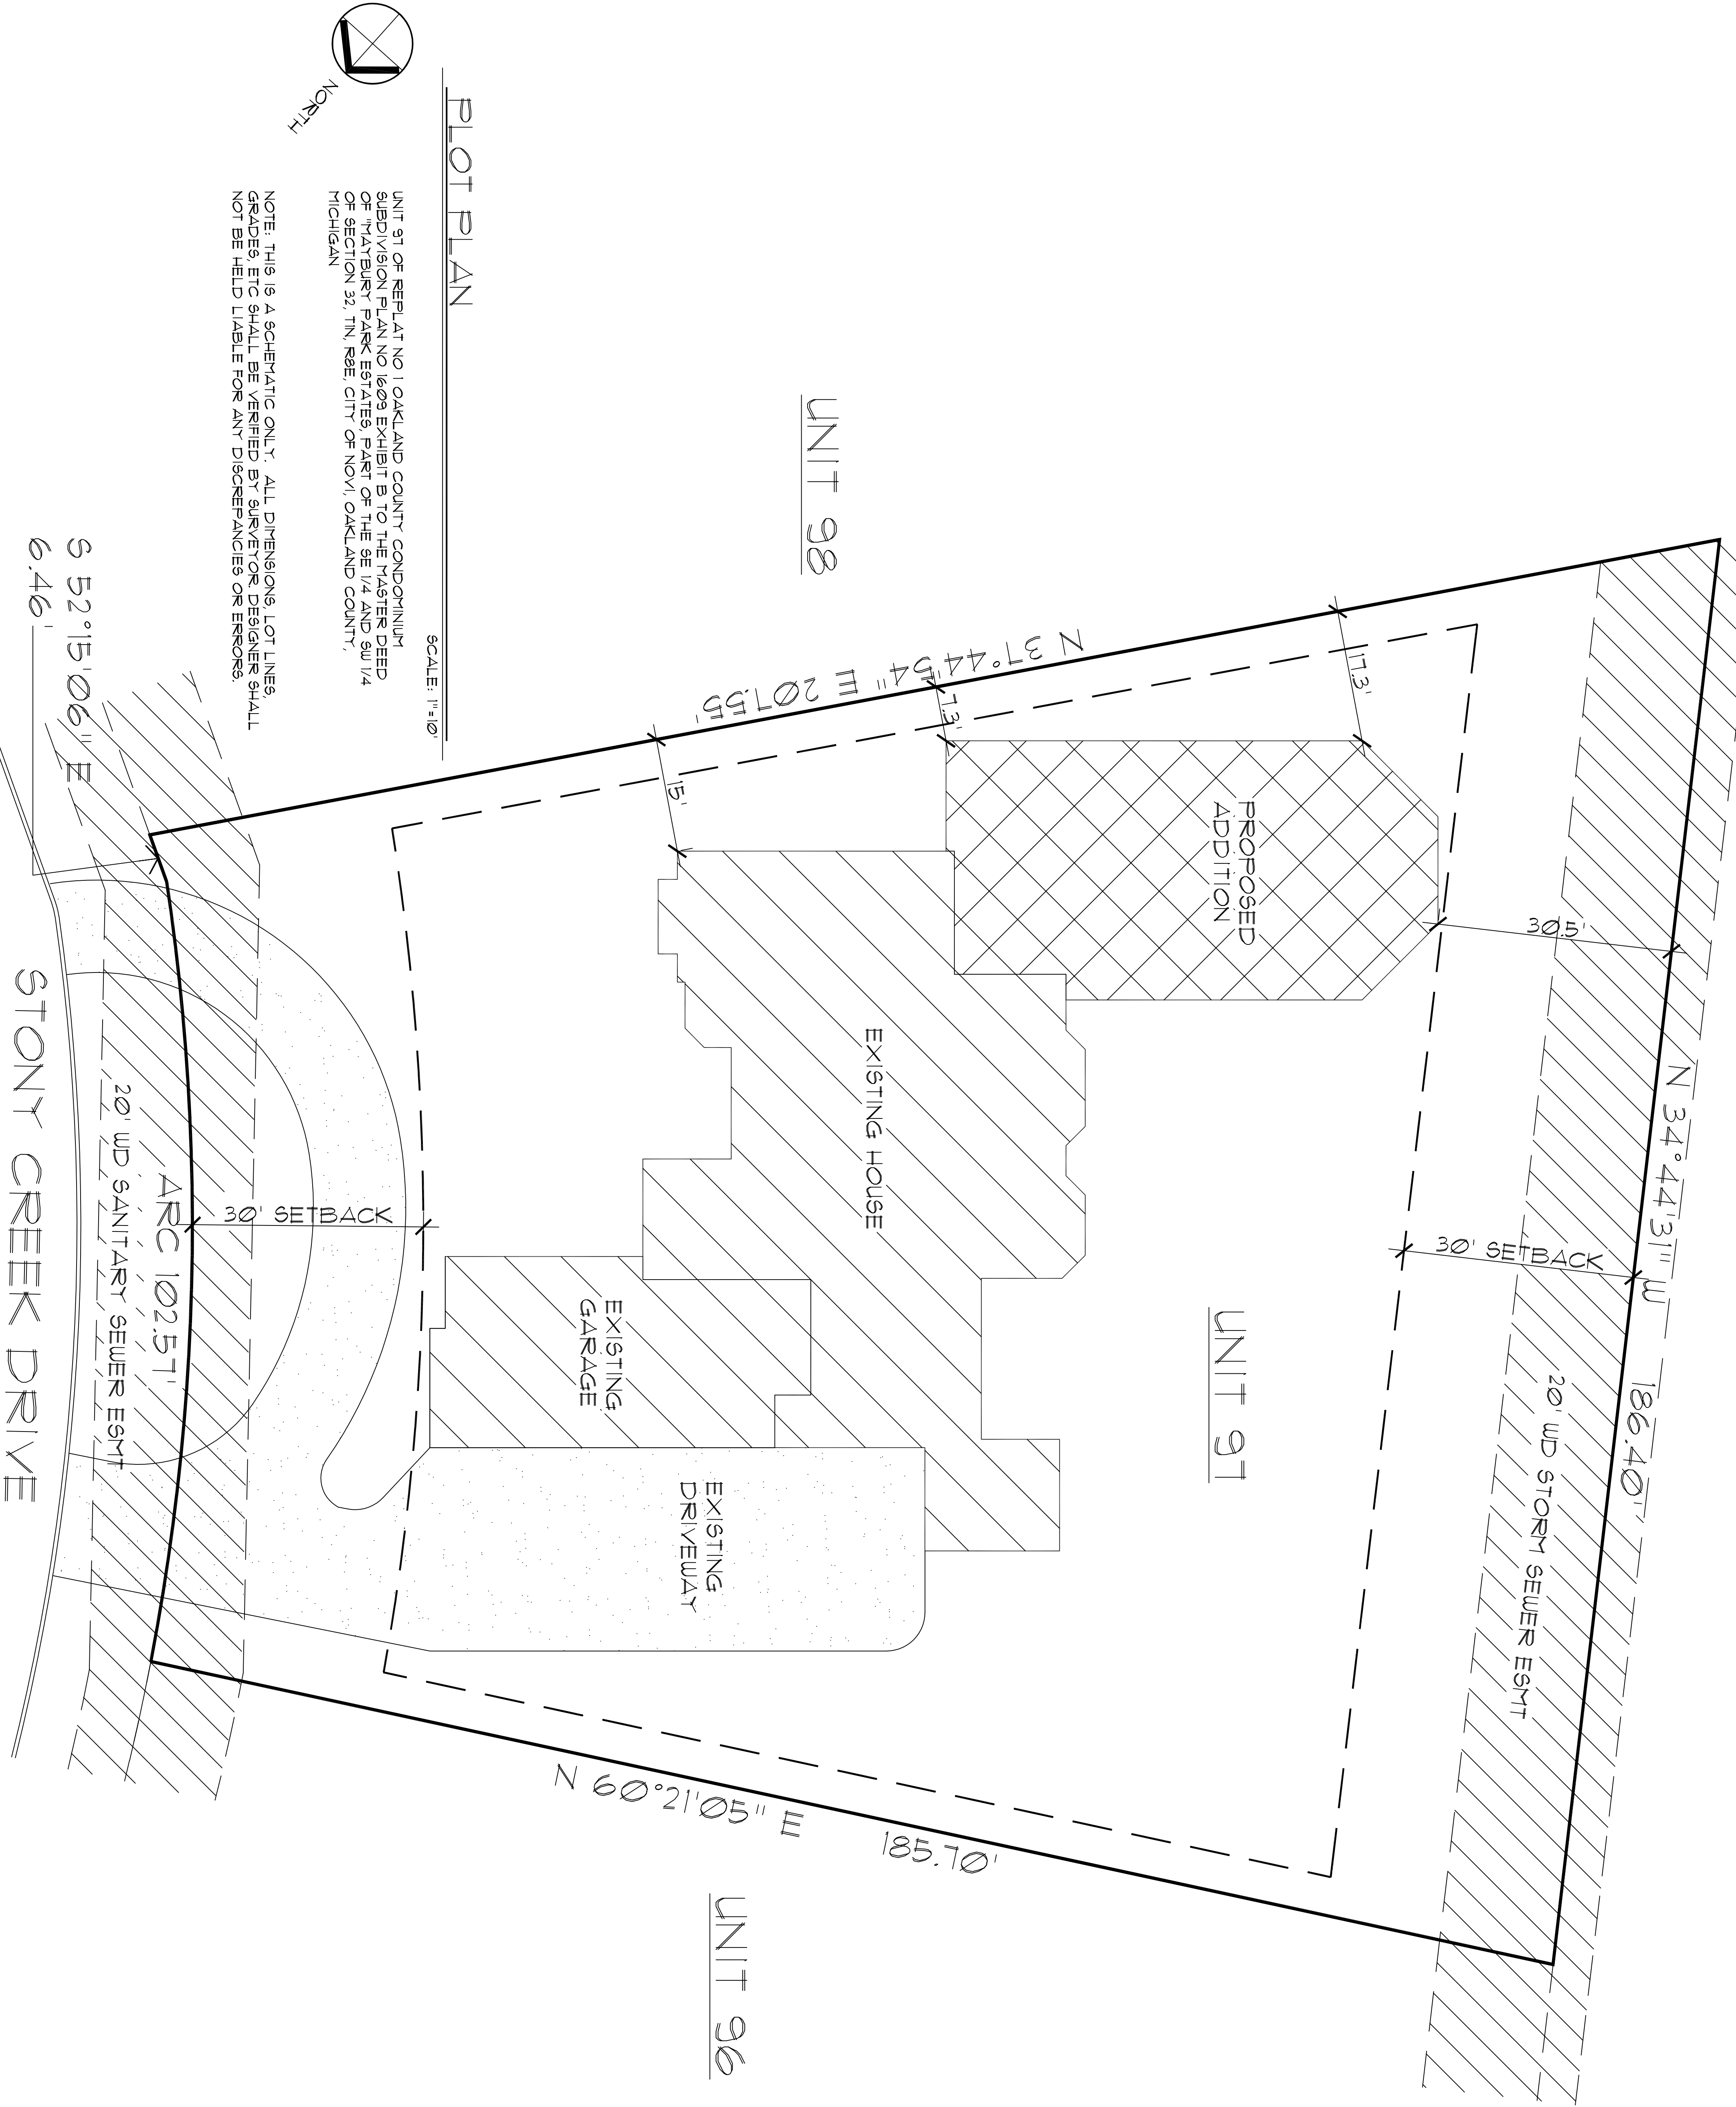 NORTH
PLOT PLAN
SCALE: 1"=10'
UNIT 97 OF REPLAT NO 1 OAKLAND COUNTY CONDOMINIUM
SUBDIVISION PLAN NO 1609 EXHIBIT B TO THE MASTER DEED
OF "MAYBURY PARK ESTATES, PART OF THE SE 1/4 AND SW 1/4
OF SECTION 32, T1N, R8E, CITY OF NOVI, OAKLAND COUNTY,
MICHIGAN
NOTE: THIS IS A SCHEMATIC ONLY. ALL DIMENSIONS, LOT LINES,
GRADES, ETC SHALL BE VERIFIED BY SURVEYOR. DESIGNER SHALL
NOT BE HELD LIABLE FOR ANY DISCREPANCIES OR ERRORS.
UNIT 98
N 37°44'54" E 207.55'
17.3'
7.3'
15'
PROPOSED
ADDITION
30.5'
N 34°44'31" W 186.40'
30' SETBACK
20' WD STORM SEWER ESMT
EXISTING HOUSE
UNIT 97
EXISTING
GARAGE
EXISTING
DRIVEWAY
30' SETBACK
ARC 102.57'
20' WD SANITARY SEWER ESMT
S 52°15'06" E
6.46'
STONY CREEK DRIVE
N 60°21'05" E 185.70'
UNIT 96